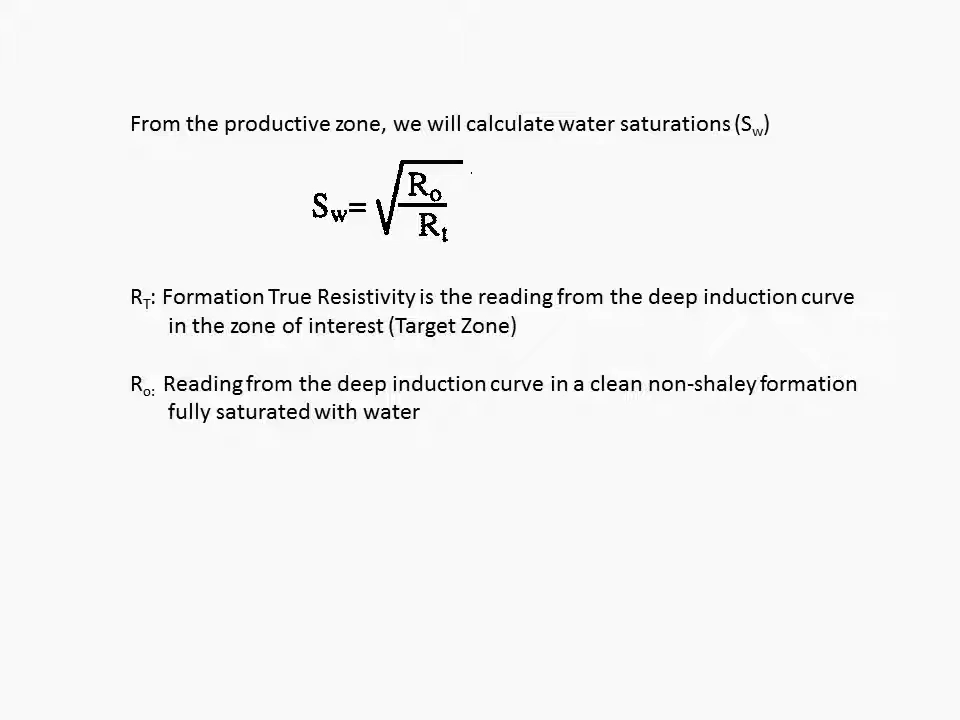 From the productive zone, we will calculate water saturations (Sw)
Sw= √Ro/Rt
RT: Formation True Resistivity is the reading from the deep induction curve
in the zone of interest (Target Zone)
Ro: Reading from the deep induction curve in a clean non-shaley formation
fully saturated with water